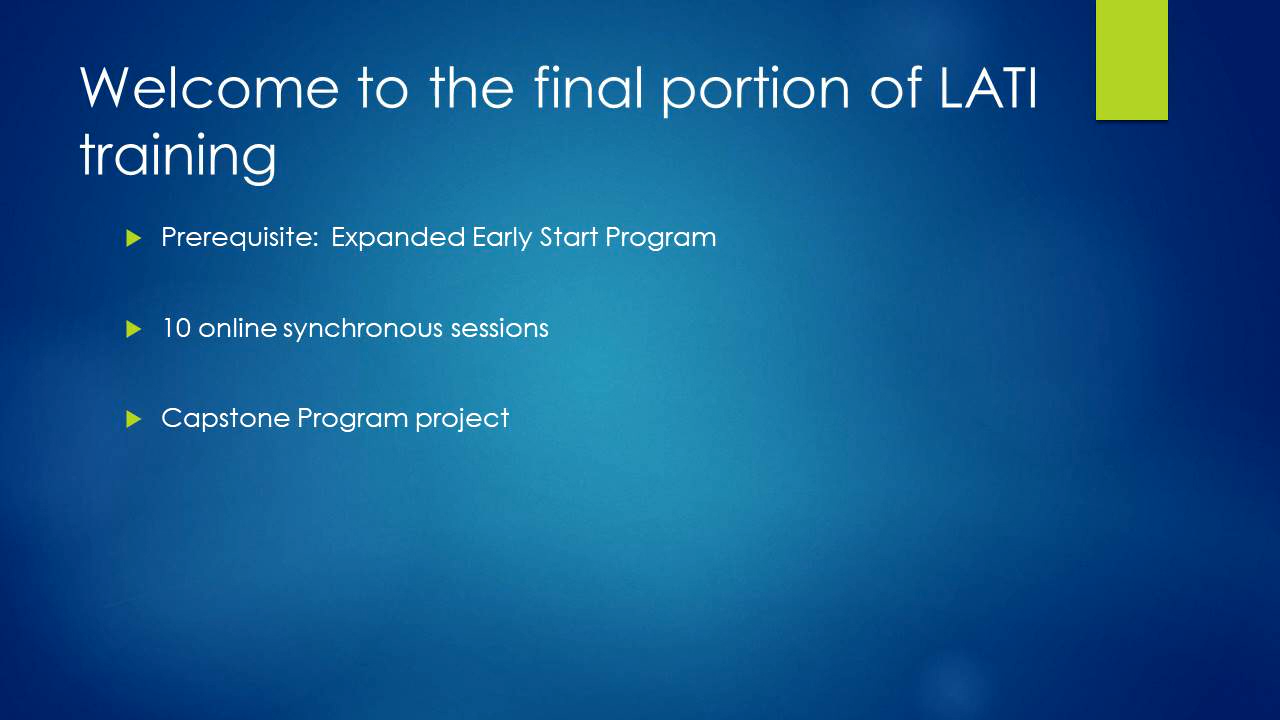 Welcome to the final portion of LATI
training
Prerequisite:  Expanded Early Start Program
10 online synchronous sessions
Capstone Program project